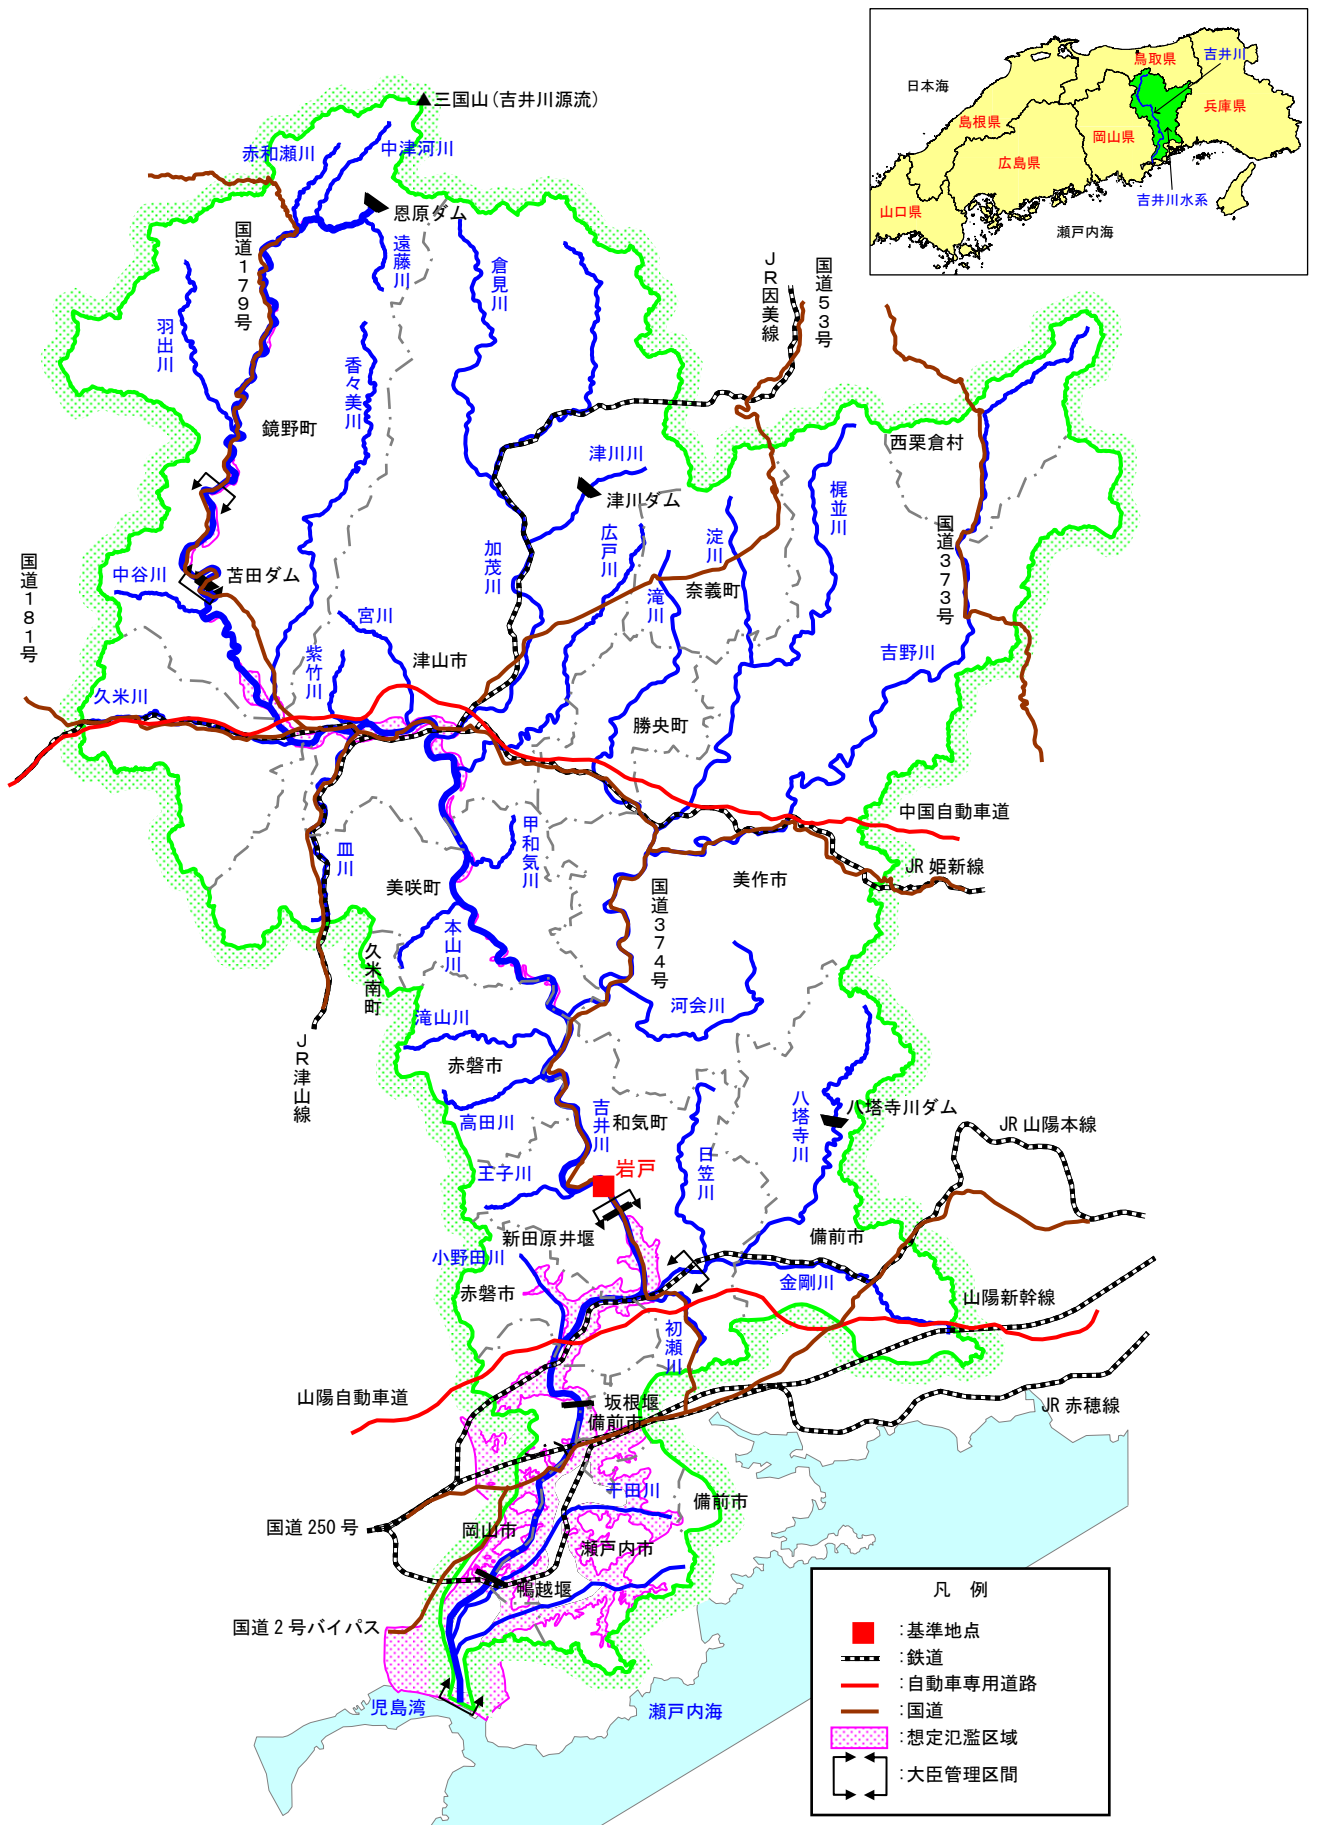 鳥取県
吉井川
日本海
兵庫県
島根県
岡山県
広島県
吉井川水系
山口県
瀬戸内海
三国山(吉井川源流)
赤和瀬川
中津河川
恩原ダム
国道179号
遠藤川
倉見川
JR因美線
国道53号
羽出川
香々美川
鏡野町
西粟倉村
津川川
津川ダム
梶並川
国道373号
国道181号
中谷川
苫田ダム
加茂川
広戸川
淀川
奈義町
滝川
宮川
紫竹川
津山市
吉野川
久米川
勝央町
中国自動車道
皿川
甲和気川
JR 姫新線
美咲町
美作市
国道374号
本山川
久米南町
河会川
滝山川
JR津山線
赤磐市
高田川
吉井川
和気町
八塔寺川
八塔寺川ダム
JR 山陽本線
王子川
岩戸
日笠川
新田原井堰
備前市
小野田川
赤磐市
金剛川
山陽新幹線
初瀬川
山陽自動車道
坂根堰
備前市
JR 赤穂線
干田川
備前市
国道 250 号
岡山市
瀬戸内市
鴨越堰
国道 2 号バイパス
児島湾
瀬戸内海
凡 例
:基準地点
:鉄道
:自動車専用道路
:国道
:想定氾濫区域
:大臣管理区間